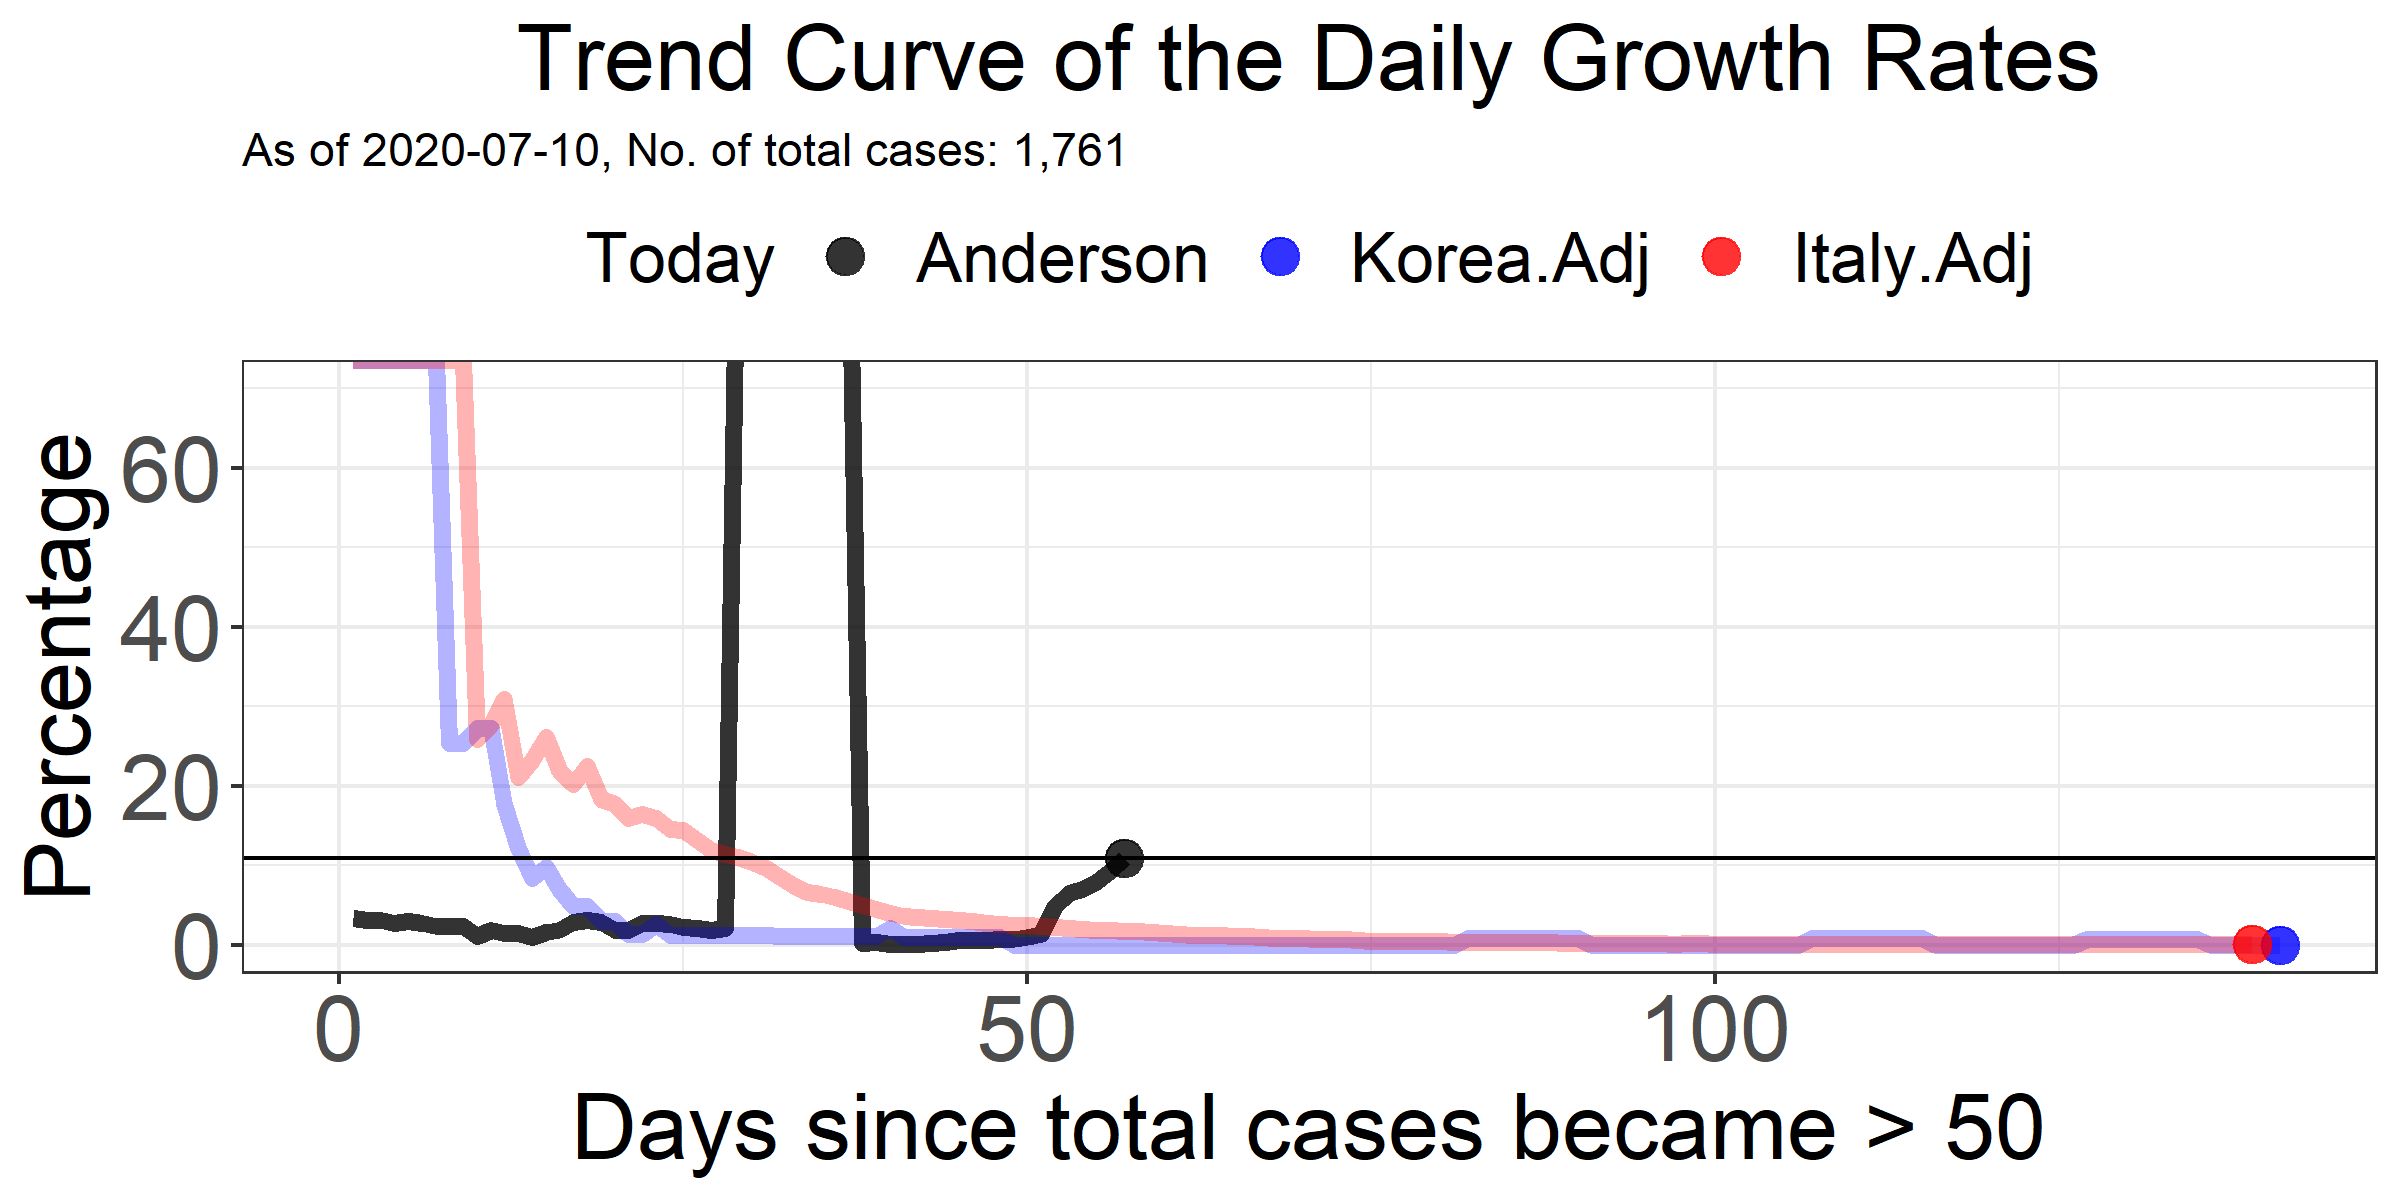 Trend Curve of the Daily Growth Rates
As of 2020-07-10, No. of total cases: 1,761
Today Anderson Korea.Adj Italy.Adj
Percentage
60
40
20
0
0 50 100
Days since total cases became > 50